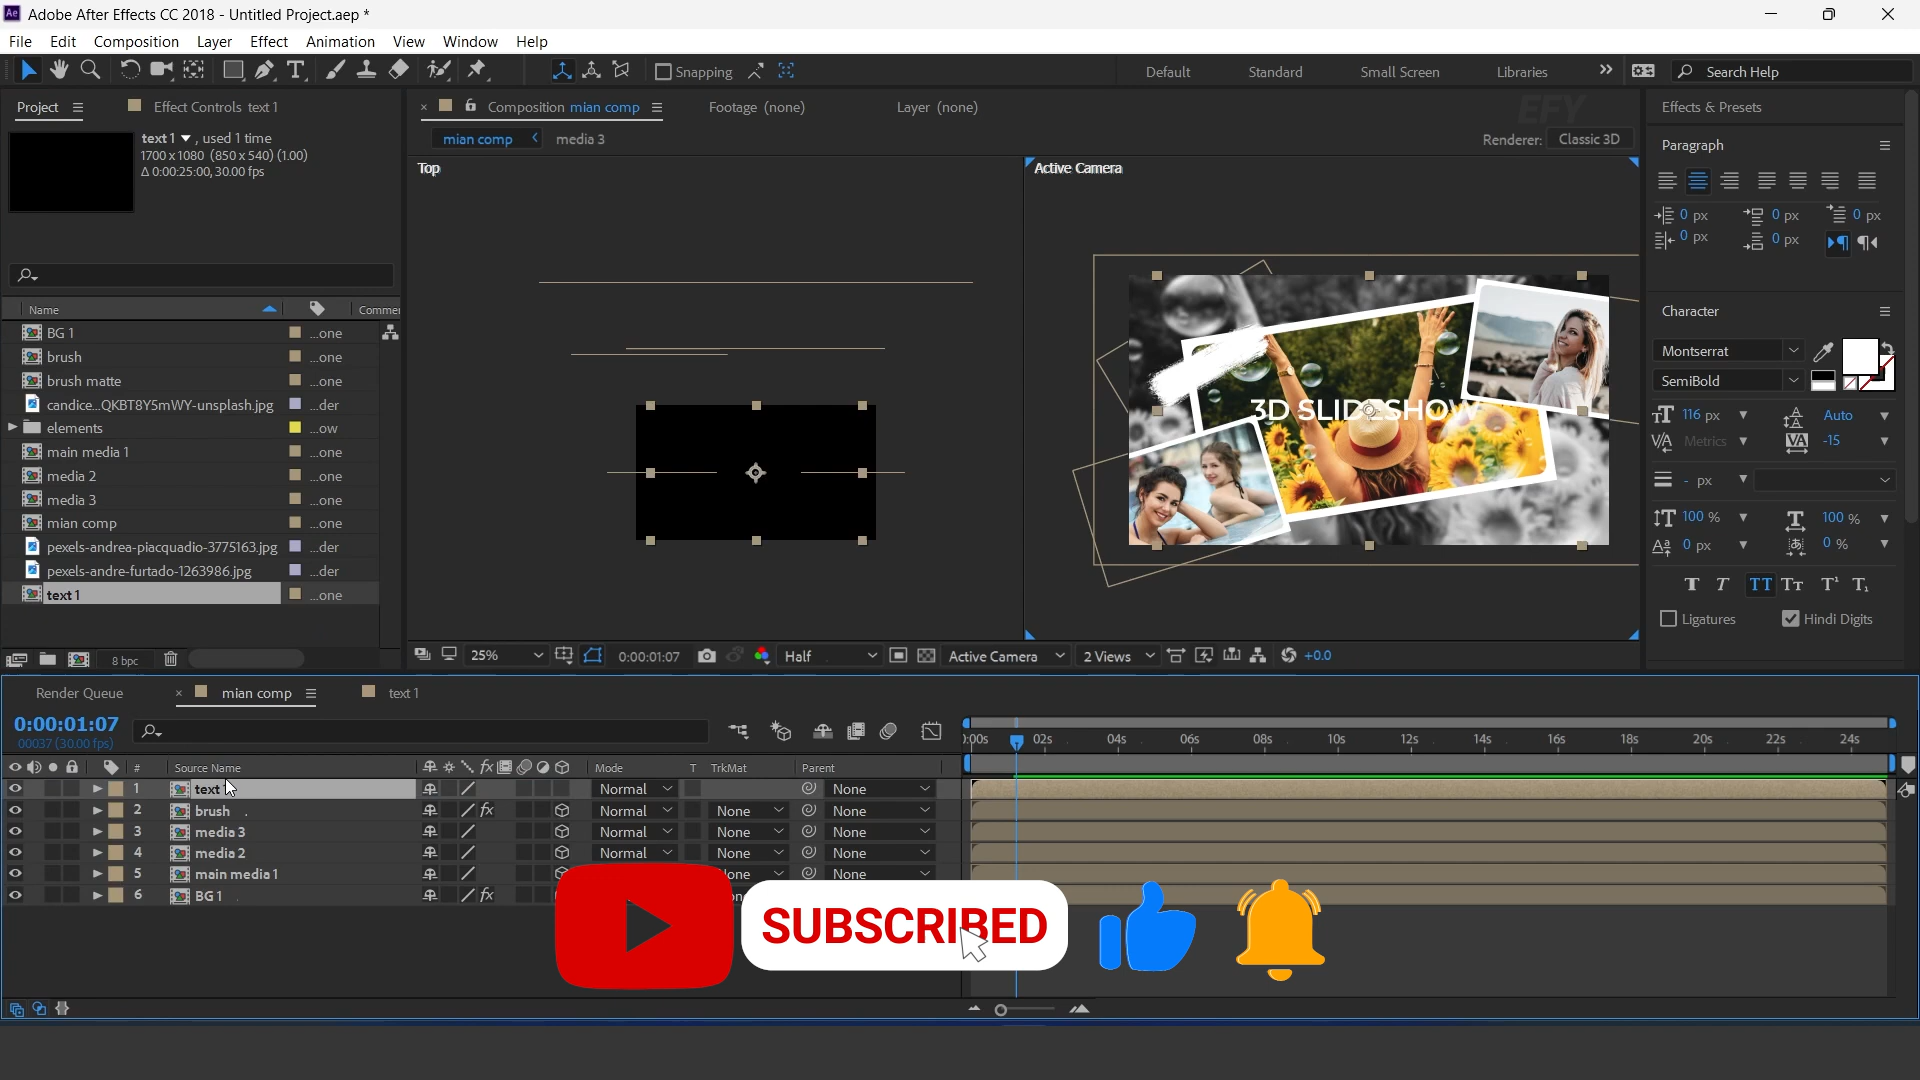 Adobe After Effects CC 2018 - Untitled Project.aep *
File Edit Composition Layer Effect Animation View Window Help
Snapping Default Standard Small Screen Libraries Search Help
Project Effect Controls text 1
text 1 , used 1 time
1700 x 1080 (850 x 540) (1.00)
Δ 0:00:25:00, 30.00 fps
Name Commer
BG 1 ...one
brush ...one
brush matte ...one
candice...QKBT8Y5mWY-unsplash.jpg ...der
elements ...ow
main media 1 ...one
media 2 ...one
media 3 ...one
mian comp ...one
pexels-andrea-piacquadio-3775163.jpg ...der
pexels-andre-furtado-1263986.jpg ...der
text 1 ...one
8 bpc
Composition mian comp Footage (none) Layer (none)
EFY
mian comp media 3 Renderer: Classic 3D
Top Active Camera
3D SLIDESHOW
25% 0:00:01:07 Half Active Camera 2 Views +0.0
Effects & Presets
Paragraph
0 px 0 px 0 px
0 px 0 px
Character
Montserrat
SemiBold
116 px Auto
Metrics -15
- px
100 % 100 %
0 px 0 %
T T TT Tт T¹ T₁
Ligatures Hindi Digits
Render Queue mian comp text 1
0:00:01:07
00037 (30.00 fps)
# Source Name Mode T TrkMat Parent
):00s 02s 04s 06s 08s 10s 12s 14s 16s 18s 20s 22s 24s
1 text Normal None
2 brush fx Normal None None
3 media 3 Normal None None
4 media 2 Normal None None
5 main media 1 None
6 BG 1 fx
SUBSCRIBED